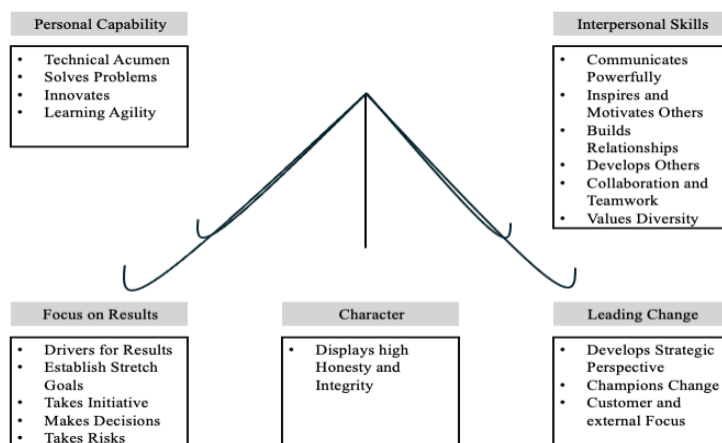 Personal Capability
• Technical Acumen
• Solves Problems
• Innovates
• Learning Agility
Interpersonal Skills
• Communicates
Powerfully
• Inspires and
Motivates Others
• Builds
Relationships
• Develops Others
• Collaboration and
Teamwork
• Values Diversity
Focus on Results
• Drivers for Results
• Establish Stretch
Goals
• Takes Initiative
• Makes Decisions
• Takes Risks
Character
• Displays high
Honesty and
Integrity
Leading Change
• Develops Strategic
Perspective
• Champions Change
• Customer and
external Focus